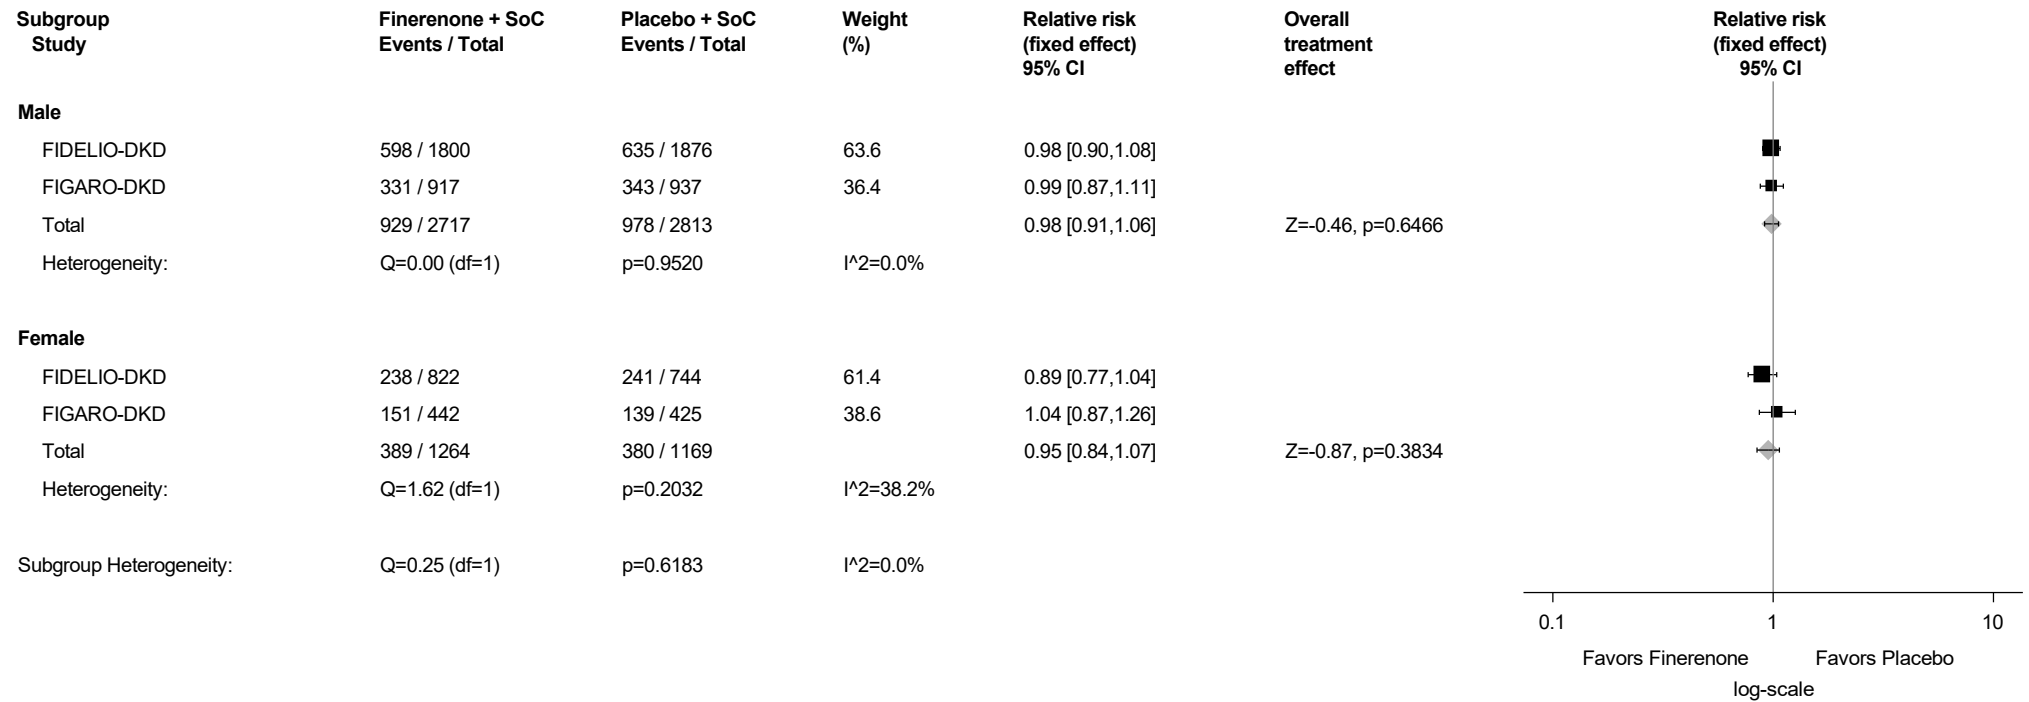 Subgroup Finerenone + SoC Placebo + SoC Weight Relative risk Overall Relative risk
Study Events / Total Events / Total (%) (fixed effect) treatment (fixed effect)
95% CI effect 95% CI
Male
FIDELIO-DKD 598 / 1800 635 / 1876 63.6 0.98 [0.90,1.08]
FIGARO-DKD 331 / 917 343 / 937 36.4 0.99 [0.87,1.11]
Total 929 / 2717 978 / 2813 0.98 [0.91,1.06] Z=-0.46, p=0.6466
Heterogeneity: Q=0.00 (df=1) p=0.9520 I^2=0.0%
Female
FIDELIO-DKD 238 / 822 241 / 744 61.4 0.89 [0.77,1.04]
FIGARO-DKD 151 / 442 139 / 425 38.6 1.04 [0.87,1.26]
Total 389 / 1264 380 / 1169 0.95 [0.84,1.07] Z=-0.87, p=0.3834
Heterogeneity: Q=1.62 (df=1) p=0.2032 I^2=38.2%
Subgroup Heterogeneity: Q=0.25 (df=1) p=0.6183 I^2=0.0%
0.1 1 10
Favors Finerenone Favors Placebo
log-scale